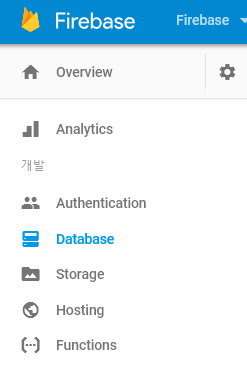 Firebase Firebase
Overview
Analytics
개발
Authentication
Database
Storage
Hosting
Functions